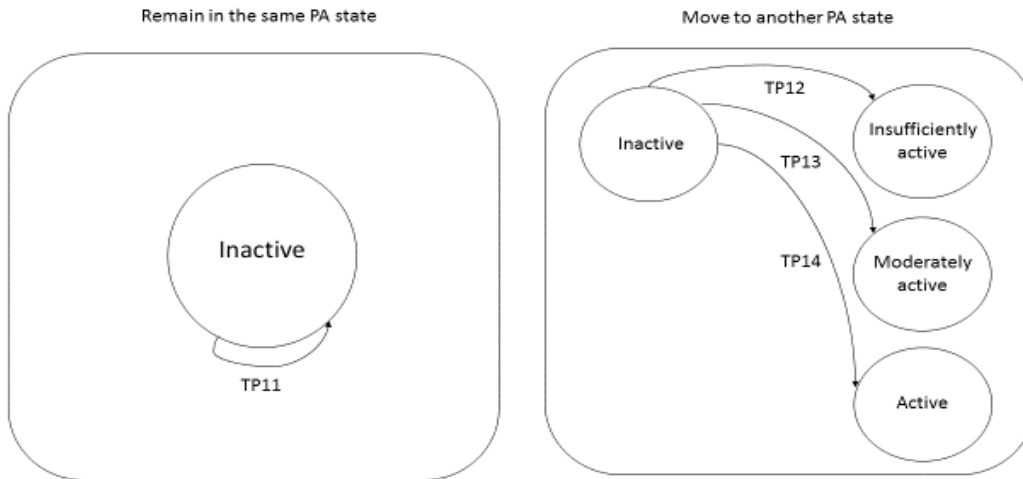 Remain in the same PA state
Inactive
TP11
Move to another PA state
Inactive
TP12
TP13
TP14
Insufficiently
active
Moderately
active
Active